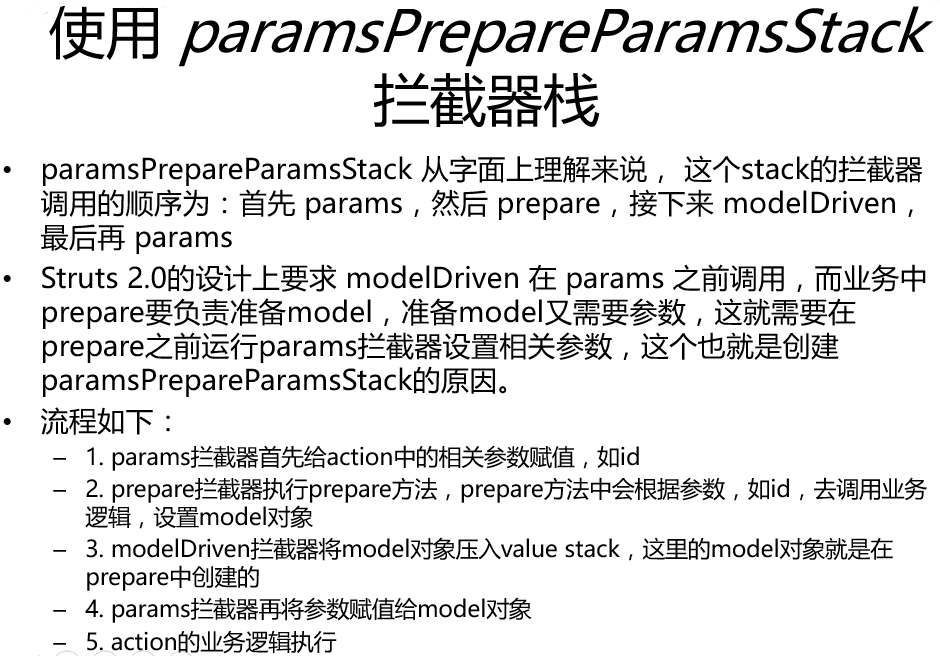 使用 paramsPrepareParamsStack
拦截器栈
• paramsPrepareParamsStack 从字面上理解来说， 这个stack的拦截器
调用的顺序为：首先 params，然后 prepare，接下来 modelDriven，
最后再 params
• Struts 2.0的设计上要求 modelDriven 在 params 之前调用，而业务中
prepare要负责准备model，准备model又需要参数，这就需要在
prepare之前运行params拦截器设置相关参数，这个也就是创建
paramsPrepareParamsStack的原因。
• 流程如下：
– 1. params拦截器首先给action中的相关参数赋值，如id
– 2. prepare拦截器执行prepare方法，prepare方法中会根据参数，如id，去调用业务
逻辑，设置model对象
– 3. modelDriven拦截器将model对象压入value stack，这里的model对象就是在
prepare中创建的
– 4. params拦截器再将参数赋值给model对象
– 5. action的业务逻辑执行